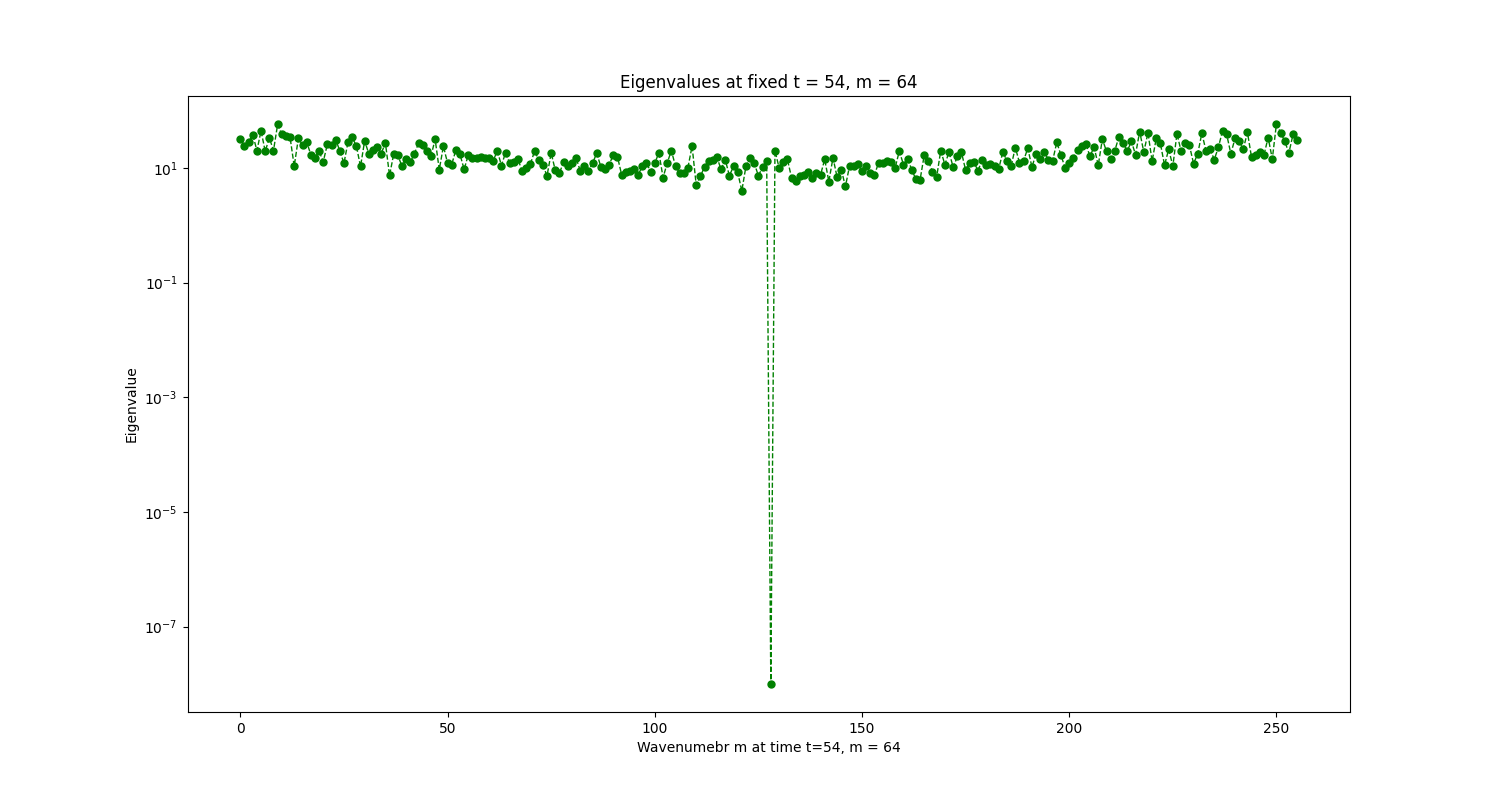 Eigenvalues at fixed t = 54, m = 64
10^1
10^-1
10^-3
10^-5
10^-7
Eigenvalue
0 50 100 150 200 250
Wavenumebr m at time t=54, m = 64